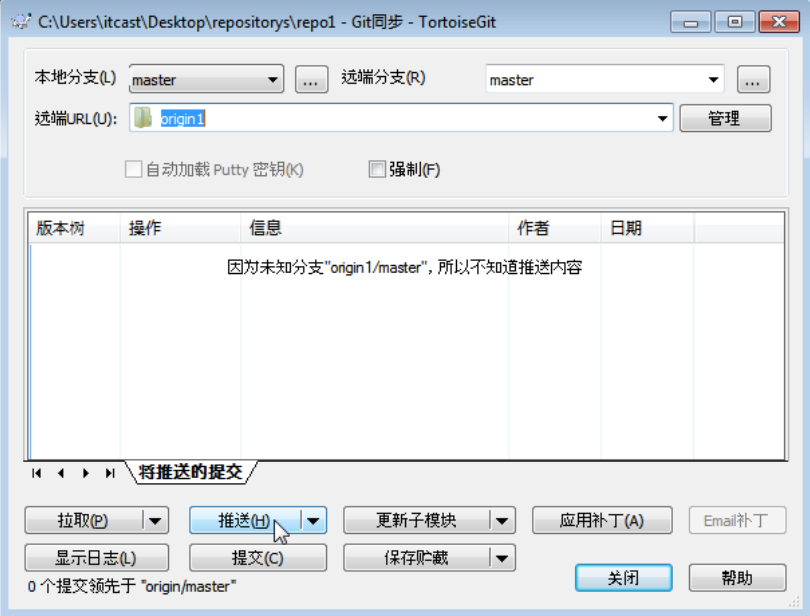 C:\Users\itcast\Desktop\repositorys\repo1 - Git同步 - TortoiseGit
本地分支(L) master ... 远端分支(R) master ...
远端URL(U): origin1 管理
自动加载 Putty 密钥(K) 强制(F)
版本树 操作 信息 作者 日期
因为未知分支"origin1/master", 所以不知道推送内容
将推送的提交
拉取(P) 推送(H) 更新子模块 应用补丁(A) Email补丁
显示日志(L) 提交(C) 保存贮藏
关闭 帮助
0 个提交领先于 "origin/master"